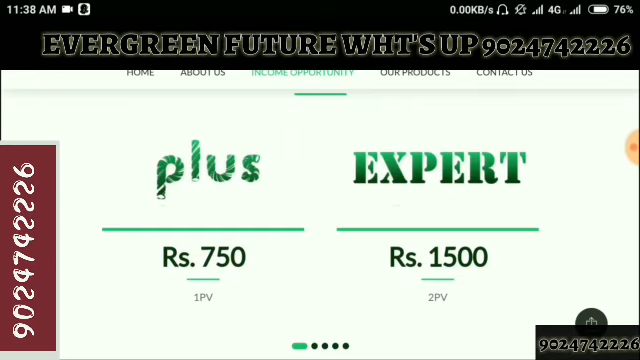 11:38 AM 0.00KB/s 4G 76%
EVERGREEN FUTURE WHT'S UP 9024742226
HOME ABOUT US INCOME OPPORTUNITY OUR PRODUCTS CONTACT US
plus EXPERT
Rs. 750 Rs. 1500
1PV 2PV
9024742226
9024742226